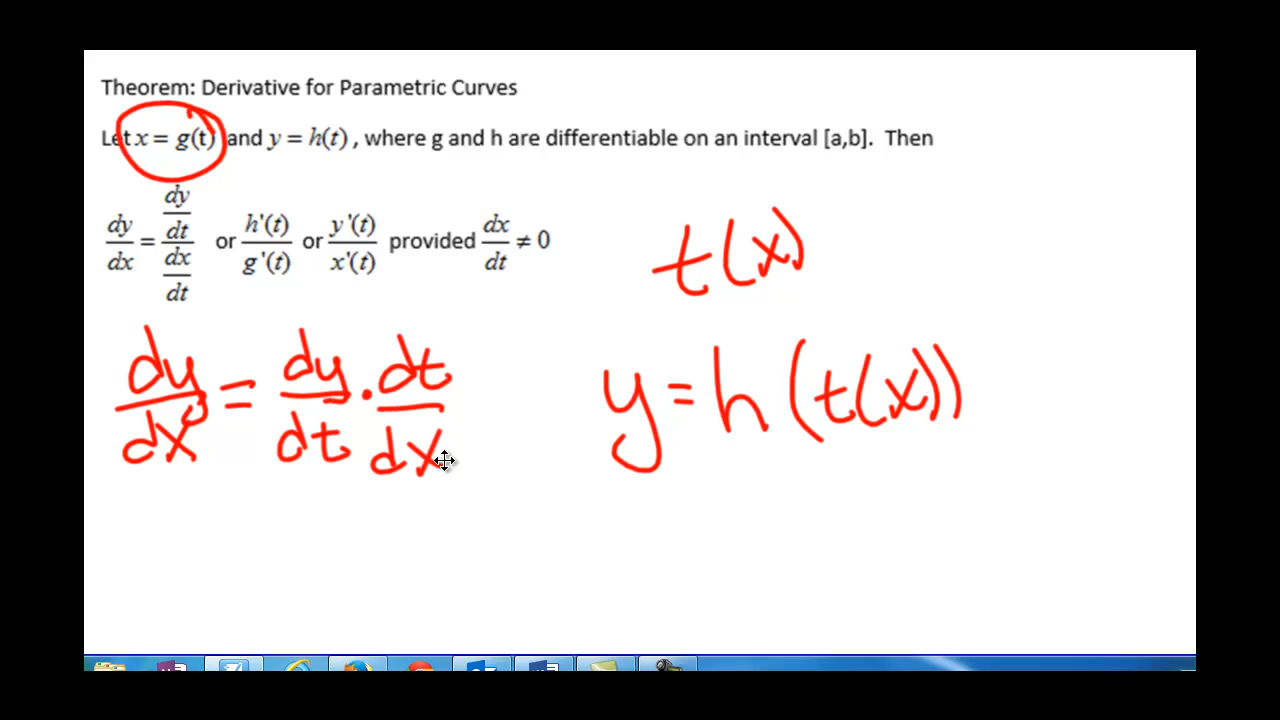 Theorem: Derivative for Parametric Curves
Let x = g(t) and y = h(t), where g and h are differentiable on an interval [a,b]. Then
dy/dx = (dy/dt)/(dx/dt) or h'(t)/g'(t) or y'(t)/x'(t) provided dx/dt ≠ 0
t(x)
dy/dx = dy/dt · dt/dx
y = h(t(x))